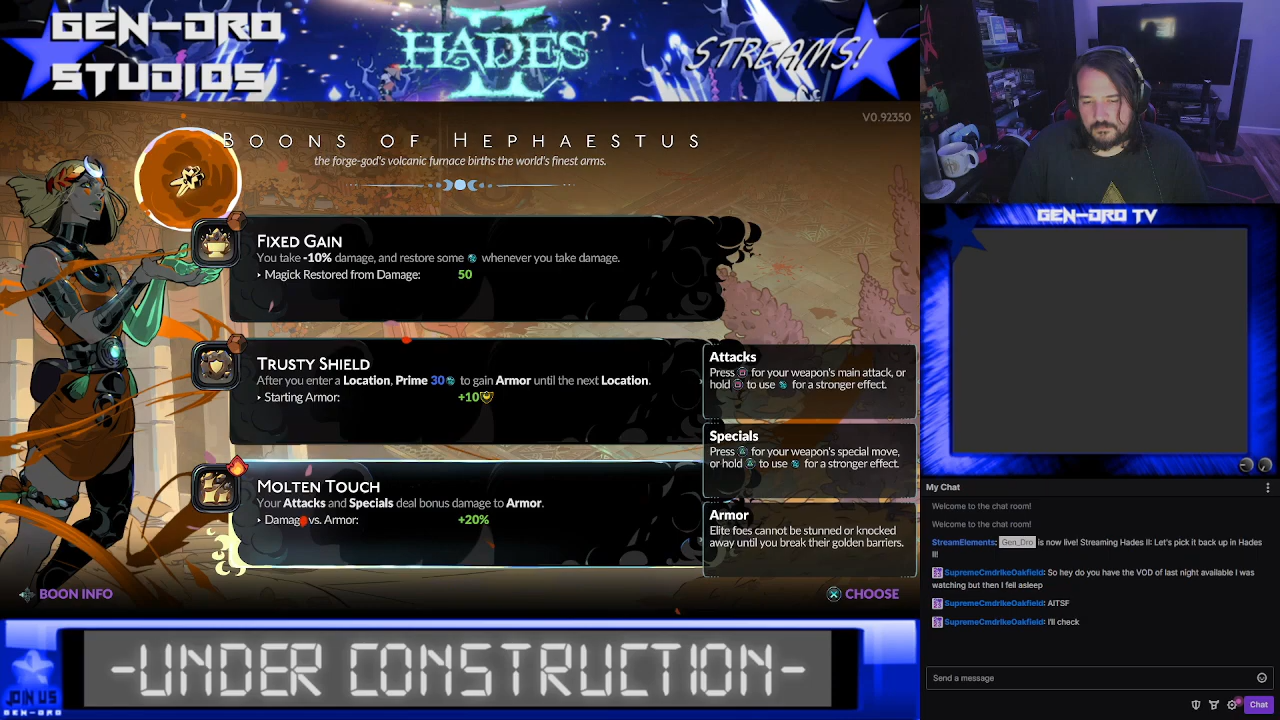 GEN-DRO
STUDIOS
HADES
II
STREAMS!
V0.92350
BOONS OF HEPHAESTUS
the forge-god's volcanic furnace births the world's finest arms.
FIXED GAIN
You take -10% damage, and restore some whenever you take damage.
Magick Restored from Damage: 50
TRUSTY SHIELD
After you enter a Location, Prime 30 to gain Armor until the next Location.
Starting Armor: +10
MOLTEN TOUCH
Your Attacks and Specials deal bonus damage to Armor.
Damage vs. Armor: +20%
Attacks
Press for your weapon's main attack, or
hold to use for a stronger effect.
Specials
Press for your weapon's special move,
or hold to use for a stronger effect.
Armor
Elite foes cannot be stunned or knocked
away until you break their golden barriers.
BOON INFO
CHOOSE
JOIN US
GEN-DRO
-UNDER CONSTRUCTION-
GEN-DRO TV
My Chat
Welcome to the chat room!
Welcome to the chat room!
StreamElements: Gen_Dro is now live! Streaming Hades II: Let's pick it back up in Hades
II!
SupremeCmdrIkeOakfield: So hey do you have the VOD of last night available I was
watching but then I fell asleep
SupremeCmdrIkeOakfield: AITSF
SupremeCmdrIkeOakfield: I'll check
Send a message
Chat